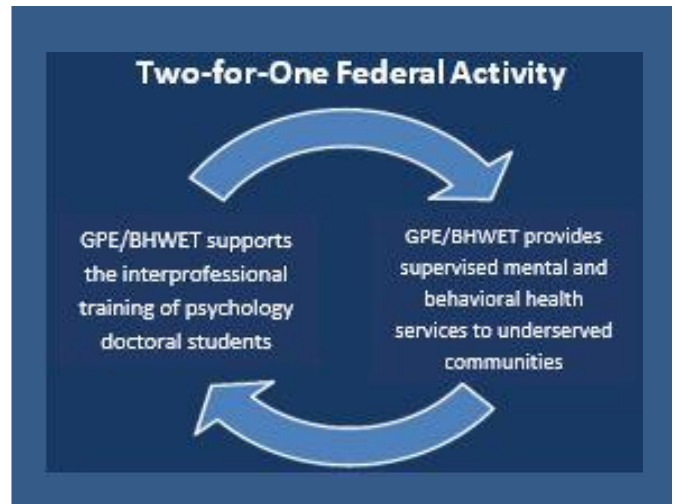 Two-for-One Federal Activity
GPE/BHWET supports
the interprofessional
training of psychology
doctoral students
GPE/BHWET provides
supervised mental and
behavioral health
services to underserved
communities